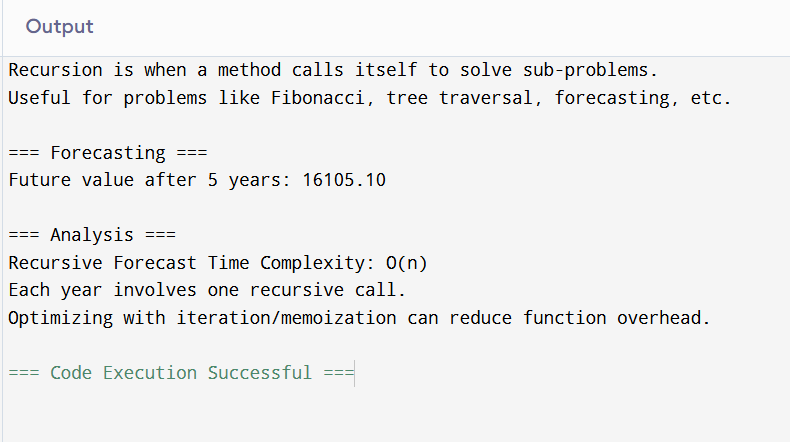 Output
Recursion is when a method calls itself to solve sub-problems.
Useful for problems like Fibonacci, tree traversal, forecasting, etc.
=== Forecasting ===
Future value after 5 years: 16105.10
=== Analysis ===
Recursive Forecast Time Complexity: O(n)
Each year involves one recursive call.
Optimizing with iteration/memoization can reduce function overhead.
=== Code Execution Successful ===